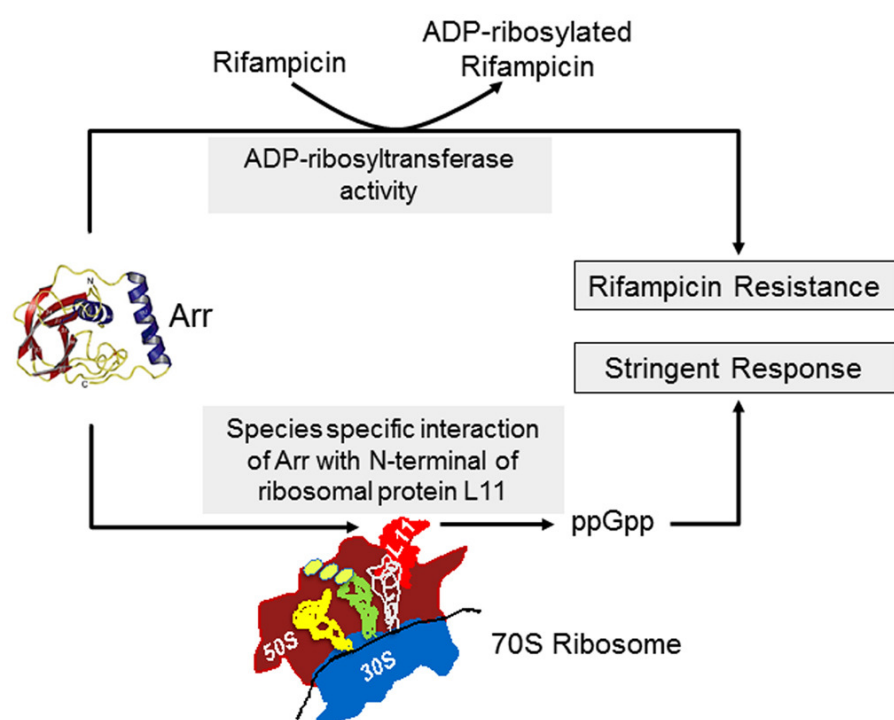 Rifampicin
ADP-ribosylated
Rifampicin
ADP-ribosyltransferase
activity
N
C
Arr
Rifampicin Resistance
Stringent Response
Species specific interaction
of Arr with N-terminal of
ribosomal protein L11
L11
ppGpp
50S
30S
70S Ribosome